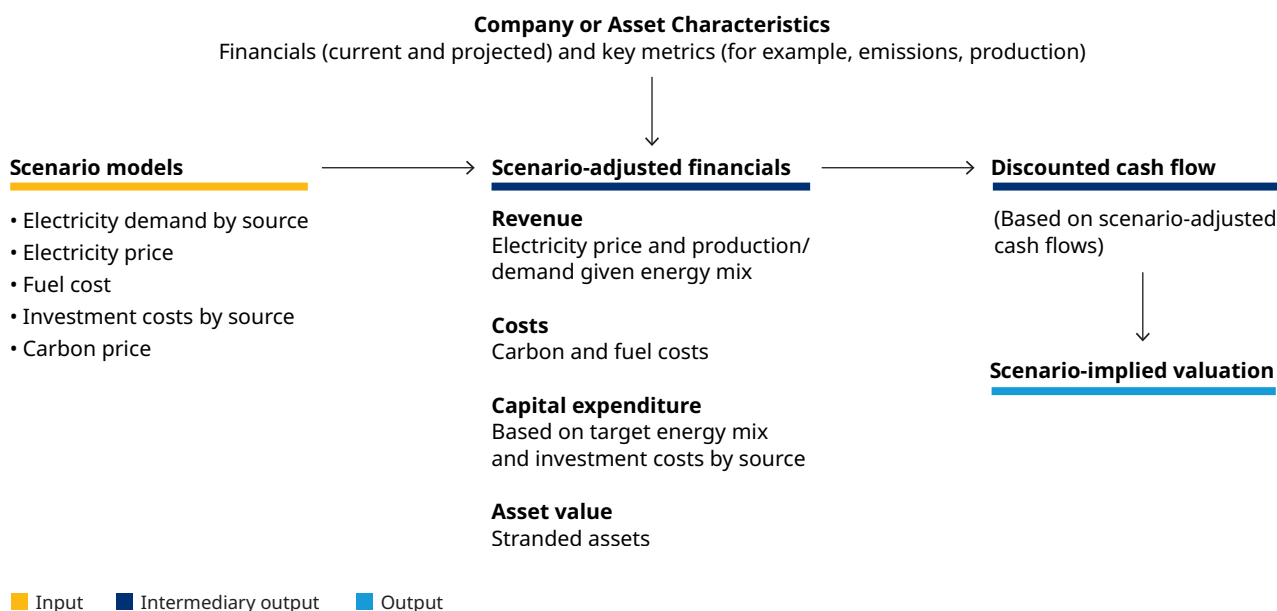 Company or Asset Characteristics
Financials (current and projected) and key metrics (for example, emissions, production)
Scenario models
• Electricity demand by source
• Electricity price
• Fuel cost
• Investment costs by source
• Carbon price
Scenario-adjusted financials
Revenue
Electricity price and production/
demand given energy mix
Costs
Carbon and fuel costs
Capital expenditure
Based on target energy mix
and investment costs by source
Asset value
Stranded assets
Discounted cash flow
(Based on scenario-adjusted
cash flows)
Scenario-implied valuation
Input
Intermediary output
Output